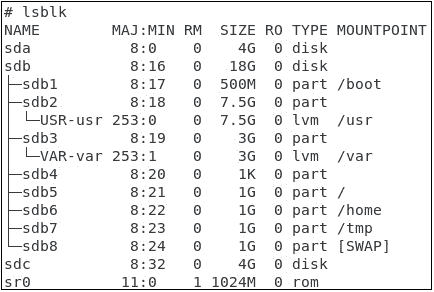 # lsblk
NAME        MAJ:MIN RM  SIZE RO TYPE MOUNTPOINT
sda           8:0    0    4G  0 disk
sdb           8:16   0   18G  0 disk
├─sdb1        8:17   0  500M  0 part /boot
├─sdb2        8:18   0  7.5G  0 part
│ └─USR-usr 253:0    0  7.5G  0 lvm  /usr
├─sdb3        8:19   0    3G  0 part
│ └─VAR-var 253:1    0    3G  0 lvm  /var
├─sdb4        8:20   0    1K  0 part
├─sdb5        8:21   0    1G  0 part /
├─sdb6        8:22   0    1G  0 part /home
├─sdb7        8:23   0    1G  0 part /tmp
└─sdb8        8:24   0    1G  0 part [SWAP]
sdc           8:32   0    4G  0 disk
sr0          11:0    1 1024M  0 rom